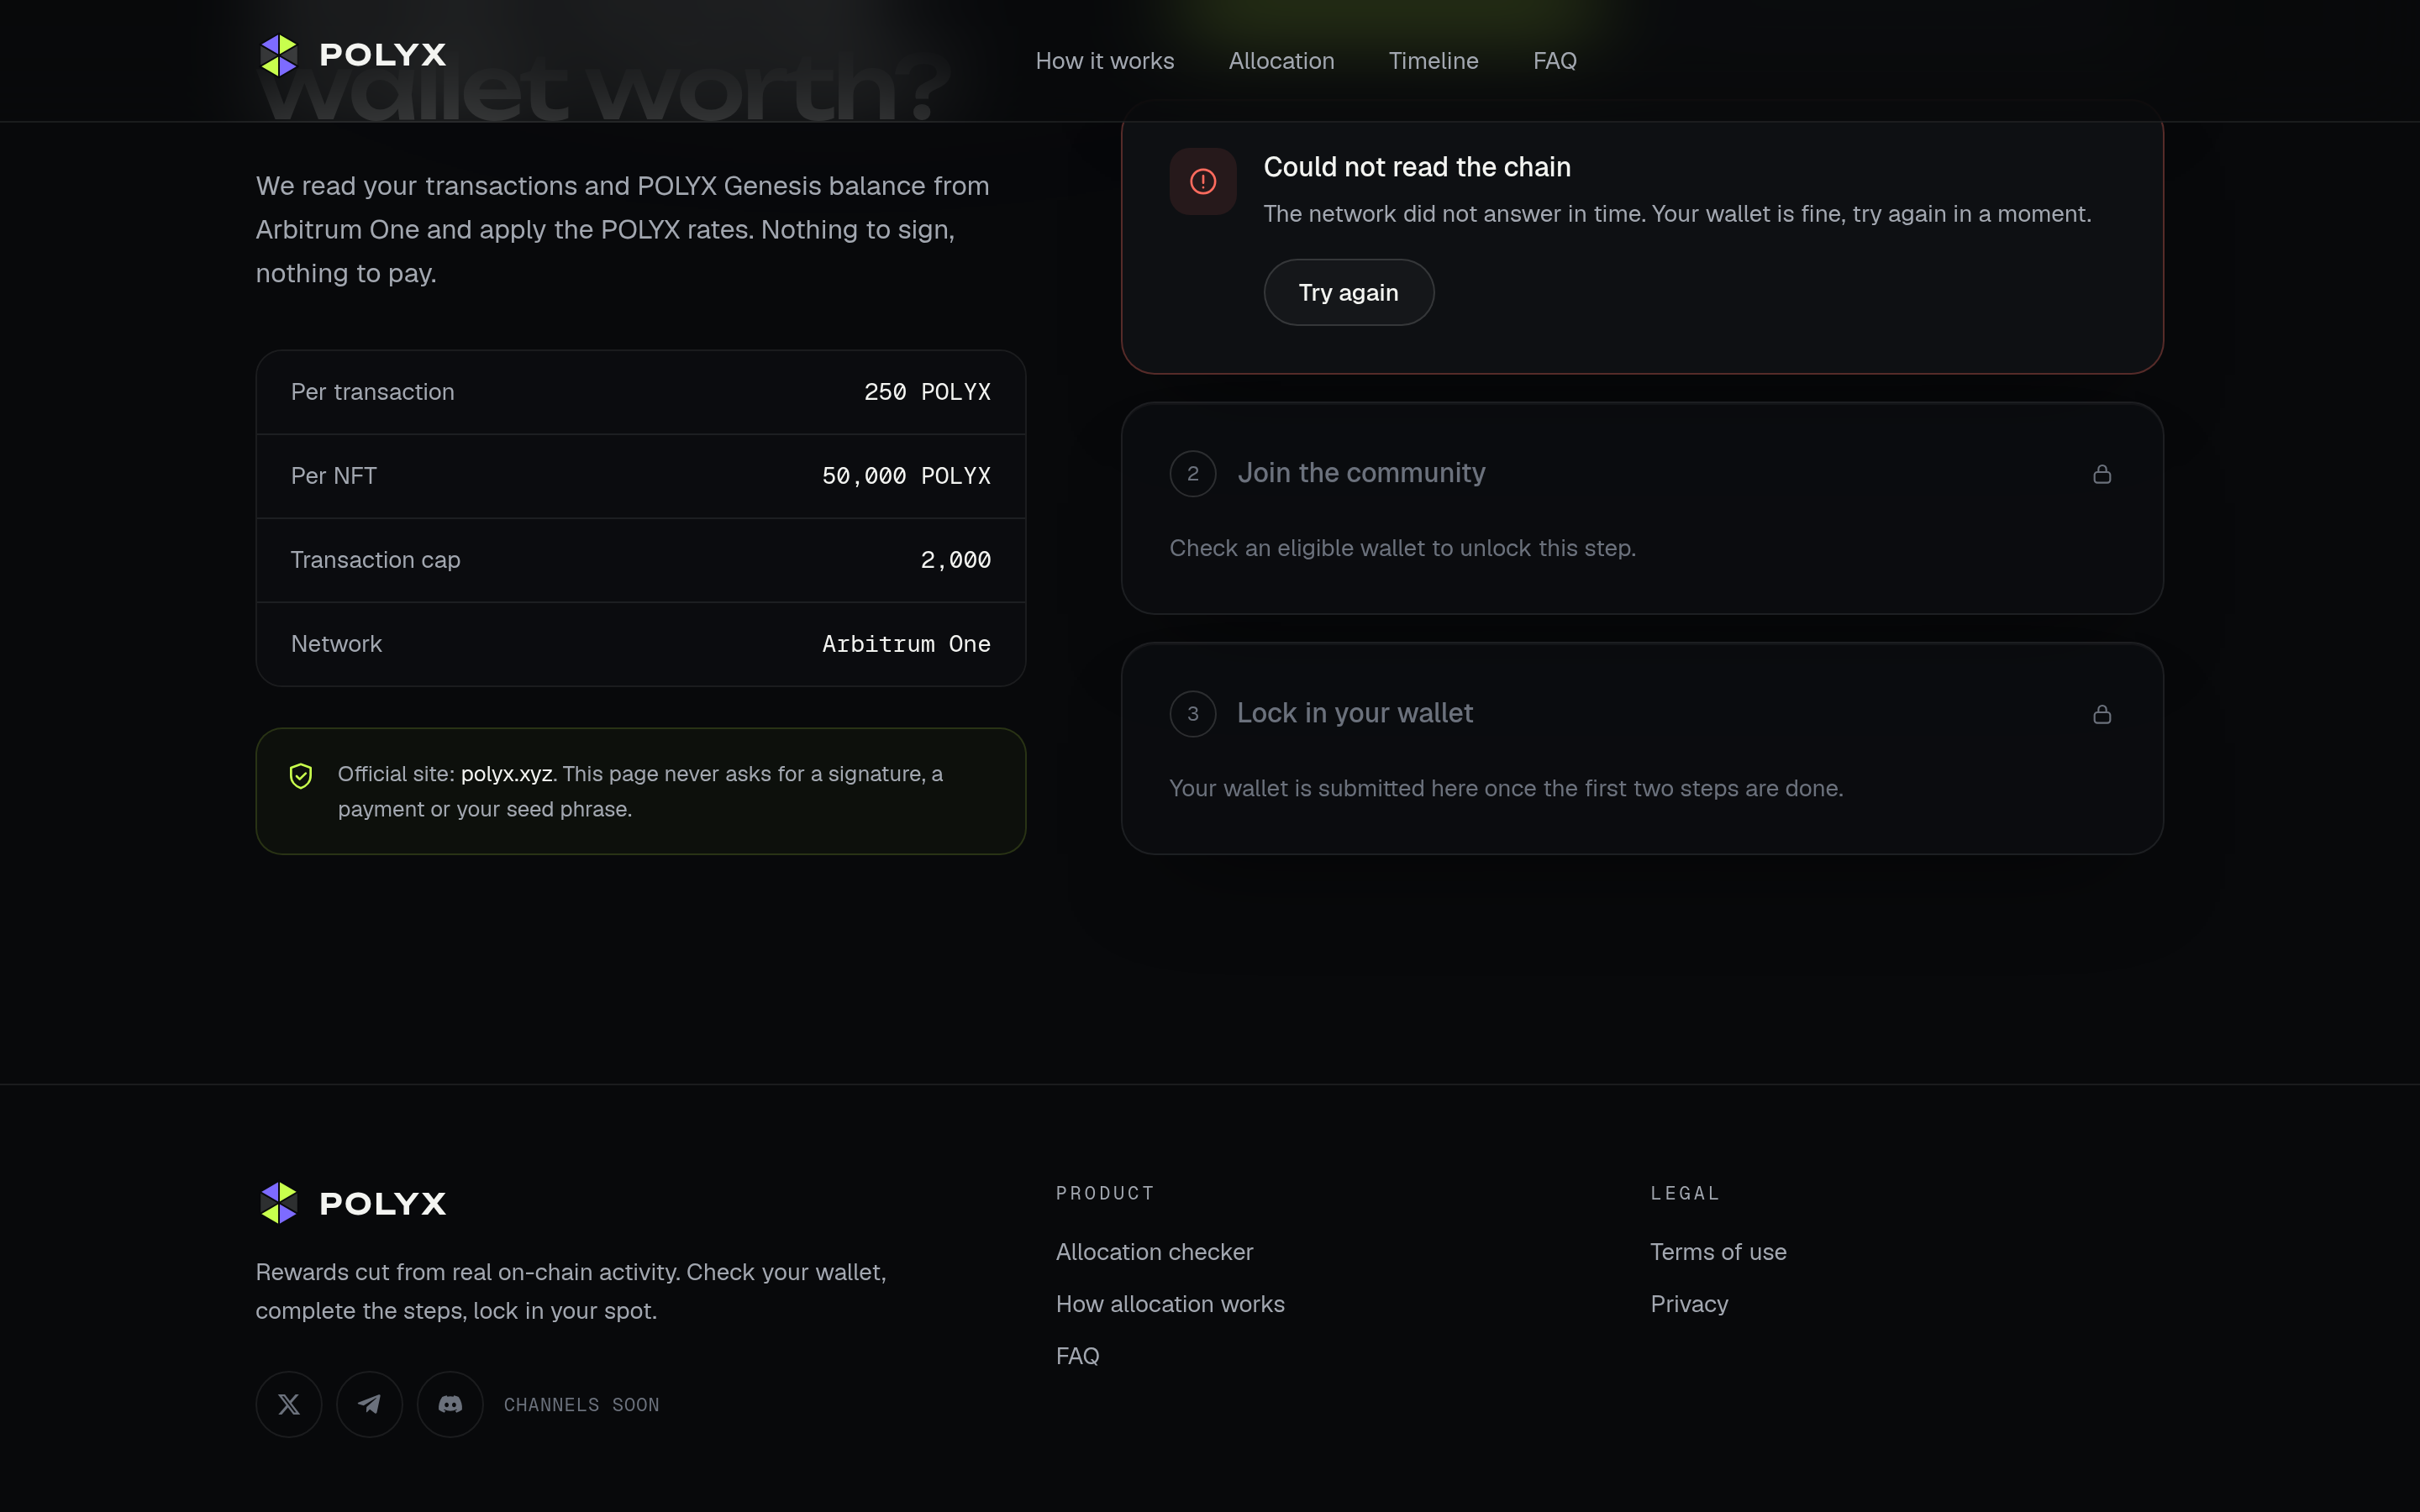 POLYX
How it works
Allocation
Timeline
FAQ
wallet worth?
We read your transactions and POLYX Genesis balance from
Arbitrum One and apply the POLYX rates. Nothing to sign,
nothing to pay.
Per transaction
250 POLYX
Per NFT
50,000 POLYX
Transaction cap
2,000
Network
Arbitrum One
Official site: polyx.xyz. This page never asks for a signature, a
payment or your seed phrase.
Could not read the chain
The network did not answer in time. Your wallet is fine, try again in a moment.
Try again
2
Join the community
Check an eligible wallet to unlock this step.
3
Lock in your wallet
Your wallet is submitted here once the first two steps are done.
POLYX
Rewards cut from real on-chain activity. Check your wallet,
complete the steps, lock in your spot.
CHANNELS SOON
PRODUCT
Allocation checker
How allocation works
FAQ
LEGAL
Terms of use
Privacy